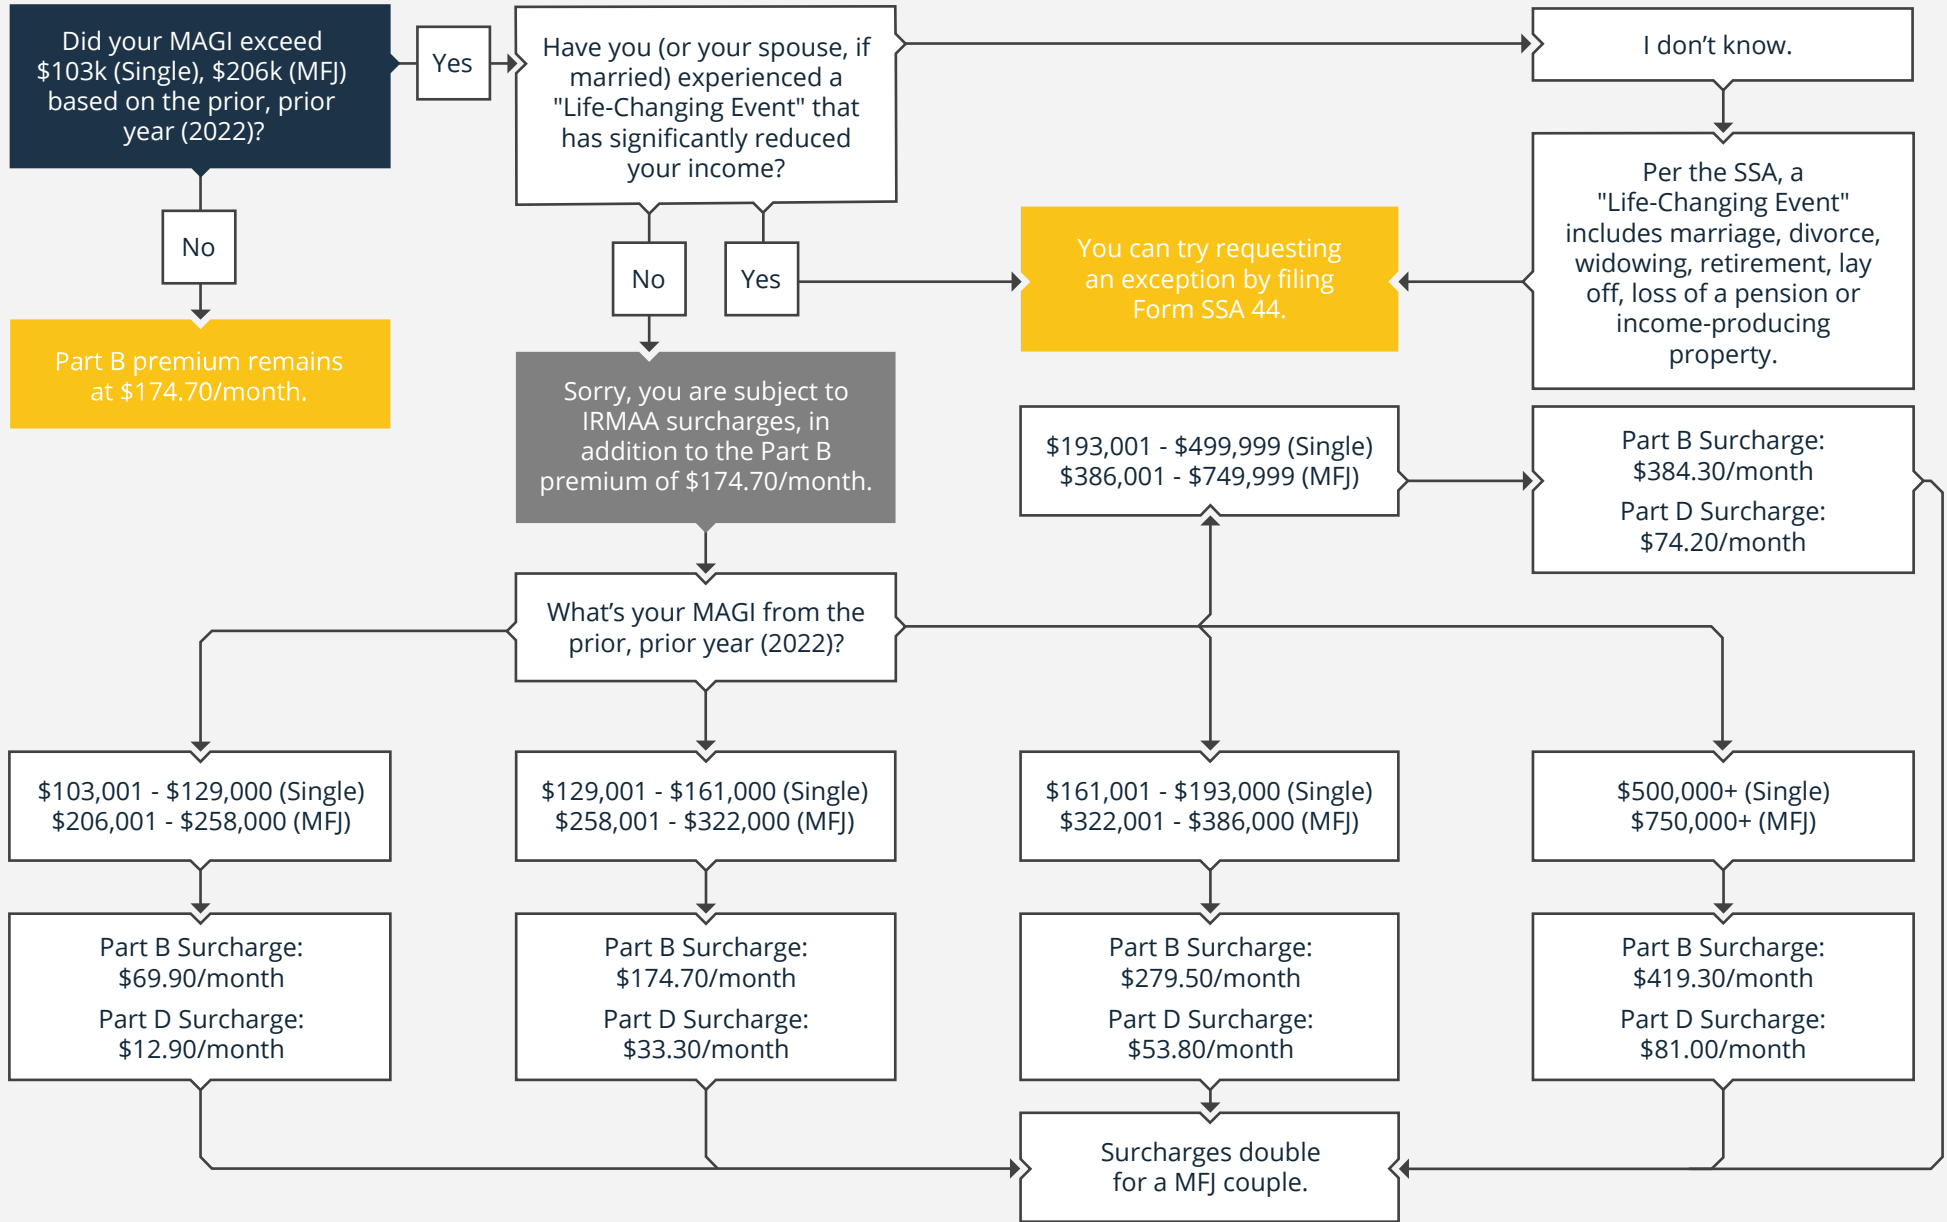 Did your MAGI exceed
$103k (Single), $206k (MFJ)
based on the prior, prior
year (2022)?
Yes
Have you (or your spouse, if
married) experienced a
"Life-Changing Event" that
has significantly reduced
your income?
I don’t know.
Per the SSA, a
"Life-Changing Event"
includes marriage, divorce,
widowing, retirement, lay
off, loss of a pension or
income-producing
property.
No
No
Yes
You can try requesting
an exception by filing
Form SSA 44.
Part B premium remains
at $174.70/month.
Sorry, you are subject to
IRMAA surcharges, in
addition to the Part B
premium of $174.70/month.
$193,001 - $499,999 (Single)
$386,001 - $749,999 (MFJ)
Part B Surcharge:
$384.30/month
Part D Surcharge:
$74.20/month
What’s your MAGI from the
prior, prior year (2022)?
$103,001 - $129,000 (Single)
$206,001 - $258,000 (MFJ)
$129,001 - $161,000 (Single)
$258,001 - $322,000 (MFJ)
$161,001 - $193,000 (Single)
$322,001 - $386,000 (MFJ)
$500,000+ (Single)
$750,000+ (MFJ)
Part B Surcharge:
$69.90/month
Part D Surcharge:
$12.90/month
Part B Surcharge:
$174.70/month
Part D Surcharge:
$33.30/month
Part B Surcharge:
$279.50/month
Part D Surcharge:
$53.80/month
Part B Surcharge:
$419.30/month
Part D Surcharge:
$81.00/month
Surcharges double
for a MFJ couple.